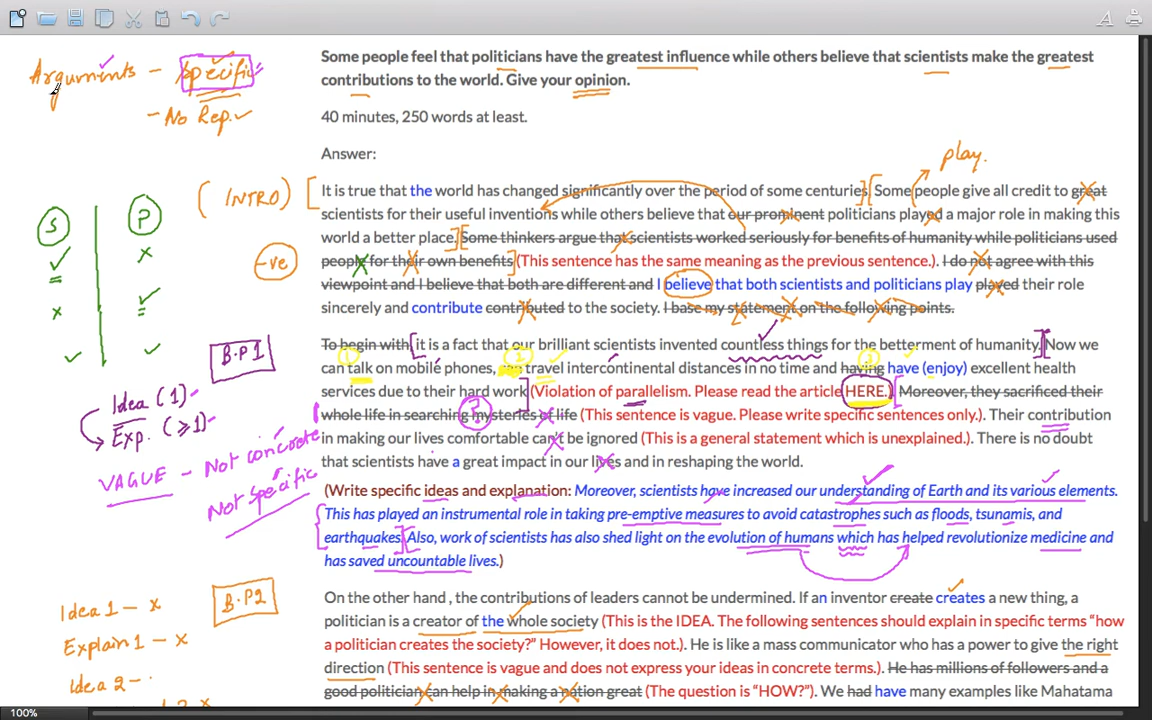 Arguments - Specific
- No Rep.
Some people feel that politicians have the greatest influence while others believe that scientists make the greatest
contributions to the world. Give your opinion.
40 minutes, 250 words at least.
Answer:
play.
(INTRO)
It is true that the world has changed significantly over the period of some centuries. Some people give all credit to great
scientists for their useful inventions while others believe that our prominent politicians played a major role in making this
world a better place. Some thinkers argue that scientists worked seriously for benefits of humanity while politicians used
people for their own benefits (This sentence has the same meaning as the previous sentence.). I do not agree with this
viewpoint and I believe that both are different and I believe that both scientists and politicians play played their role
sincerely and contribute contributed to the society. I base my statement on the following points.
S P
-ve
B.P1
To begin with, it is a fact that our brilliant scientists invented countless things for the betterment of humanity. Now we
can talk on mobile phones, travel intercontinental distances in no time and having have (enjoy) excellent health
services due to their hard work (Violation of parallelism. Please read the article HERE.) Moreover, they sacrificed their
whole life in searching mysteries of life (This sentence is vague. Please write specific sentences only.). Their contribution
in making our lives comfortable can't be ignored (This is a general statement which is unexplained.). There is no doubt
that scientists have a great impact in our lives and in reshaping the world.
Idea (1)
Exp. (≥1)
VAGUE - Not concrete
Not Specific
(Write specific ideas and explanation: Moreover, scientists have increased our understanding of Earth and its various elements.
This has played an instrumental role in taking pre-emptive measures to avoid catastrophes such as floods, tsunamis, and
earthquakes. Also, work of scientists has also shed light on the evolution of humans which has helped revolutionize medicine and
has saved uncountable lives.)
B.P2
Idea 1 - x
Explain 1 - x
Idea 2 -
On the other hand , the contributions of leaders cannot be undermined. If an inventor create creates a new thing, a
politician is a creator of the whole society (This is the IDEA. The following sentences should explain in specific terms “how
a politician creates the society?” However, it does not.). He is like a mass communicator who has a power to give the right
direction (This sentence is vague and does not express your ideas in concrete terms.). He has millions of followers and a
good politician can help in making a nation great (The question is “HOW?”). We had have many examples like Mahatama
100%